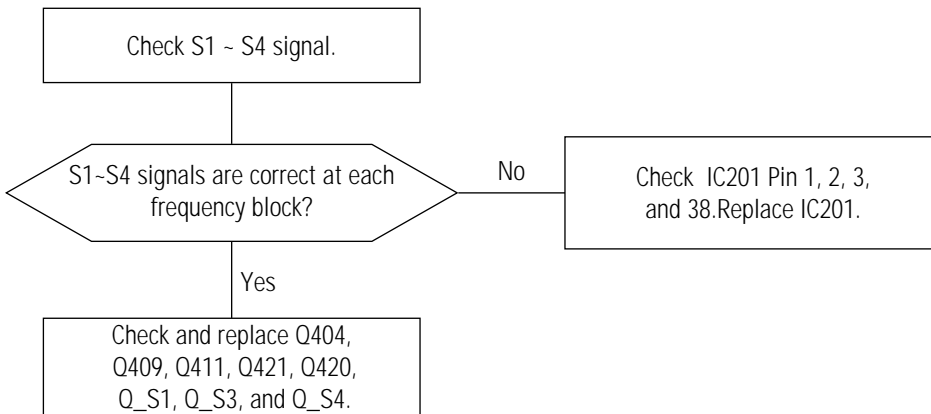 Check S1 ~ S4 signal.
S1~S4 signals are correct at each
frequency block?
No
Check IC201 Pin 1, 2, 3,
and 38.Replace IC201.
Yes
Check and replace Q404,
Q409, Q411, Q421, Q420,
Q_S1, Q_S3, and Q_S4.